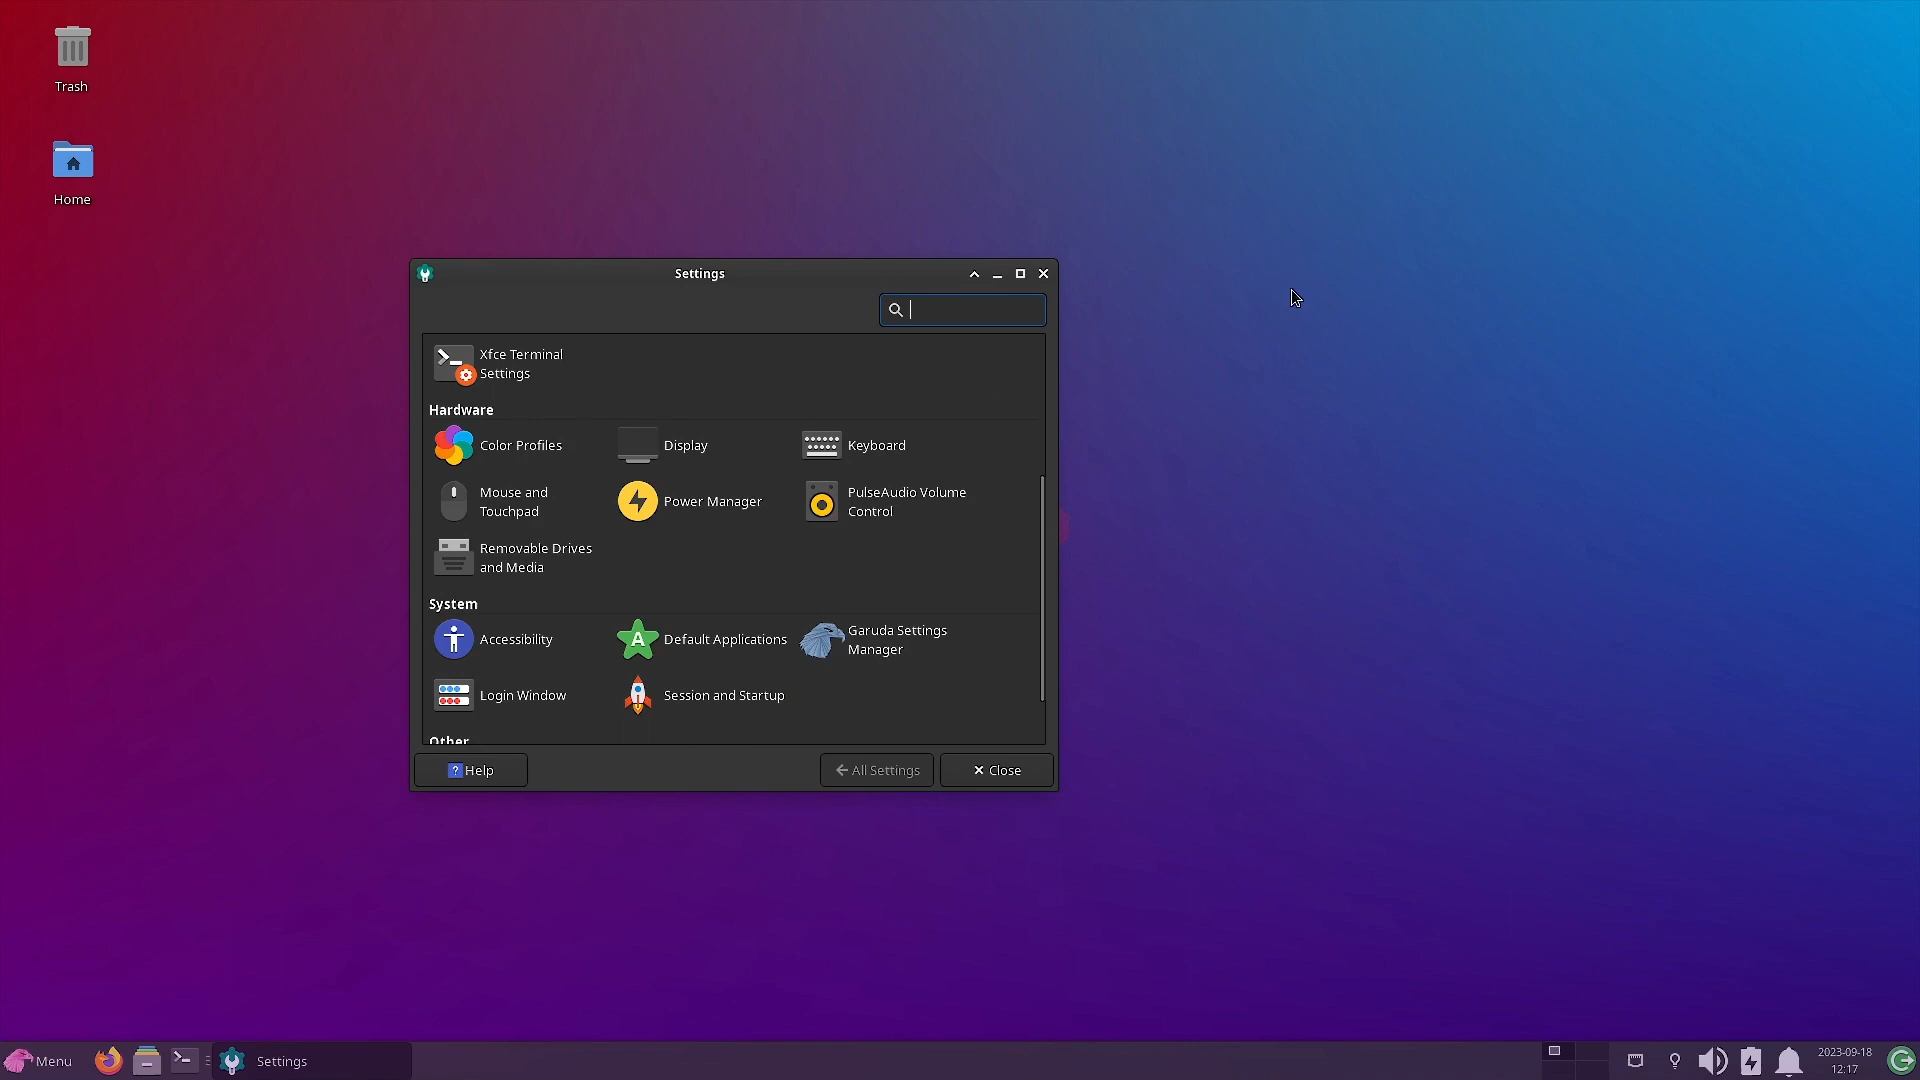 Trash
Home
Settings
Xfce Terminal
Settings
Hardware
Color Profiles
Display
Keyboard
Mouse and
Touchpad
Power Manager
PulseAudio Volume
Control
Removable Drives
and Media
System
Accessibility
A
Default Applications
Garuda Settings
Manager
Login Window
Session and Startup
Other
? Help
All Settings
Close
Menu
Settings
2023-09-18
12:17